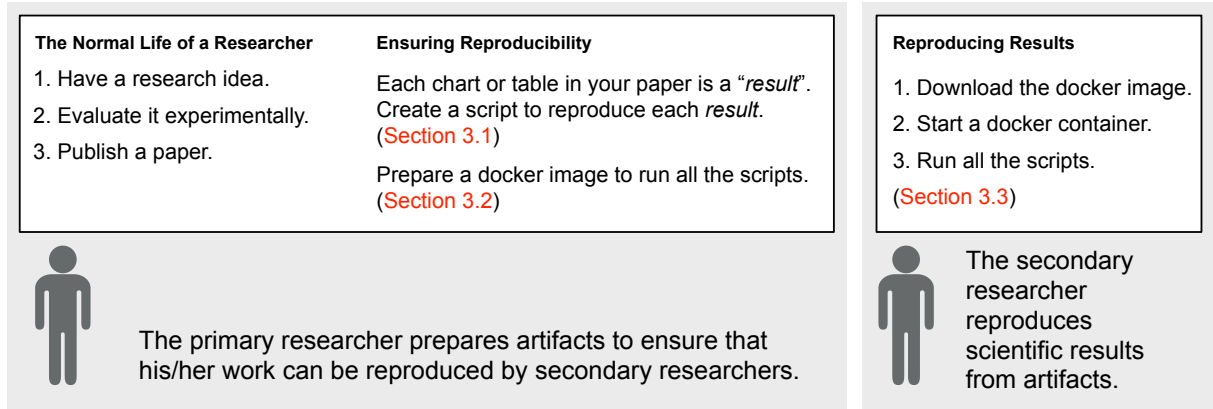 The Normal Life of a Researcher
1. Have a research idea.
2. Evaluate it experimentally.
3. Publish a paper.
Ensuring Reproducibility
Each chart or table in your paper is a “result”.
Create a script to reproduce each result.
(Section 3.1)
Prepare a docker image to run all the scripts.
(Section 3.2)
The primary researcher prepares artifacts to ensure that
his/her work can be reproduced by secondary researchers.
Reproducing Results
1. Download the docker image.
2. Start a docker container.
3. Run all the scripts.
(Section 3.3)
The secondary
researcher
reproduces
scientific results
from artifacts.